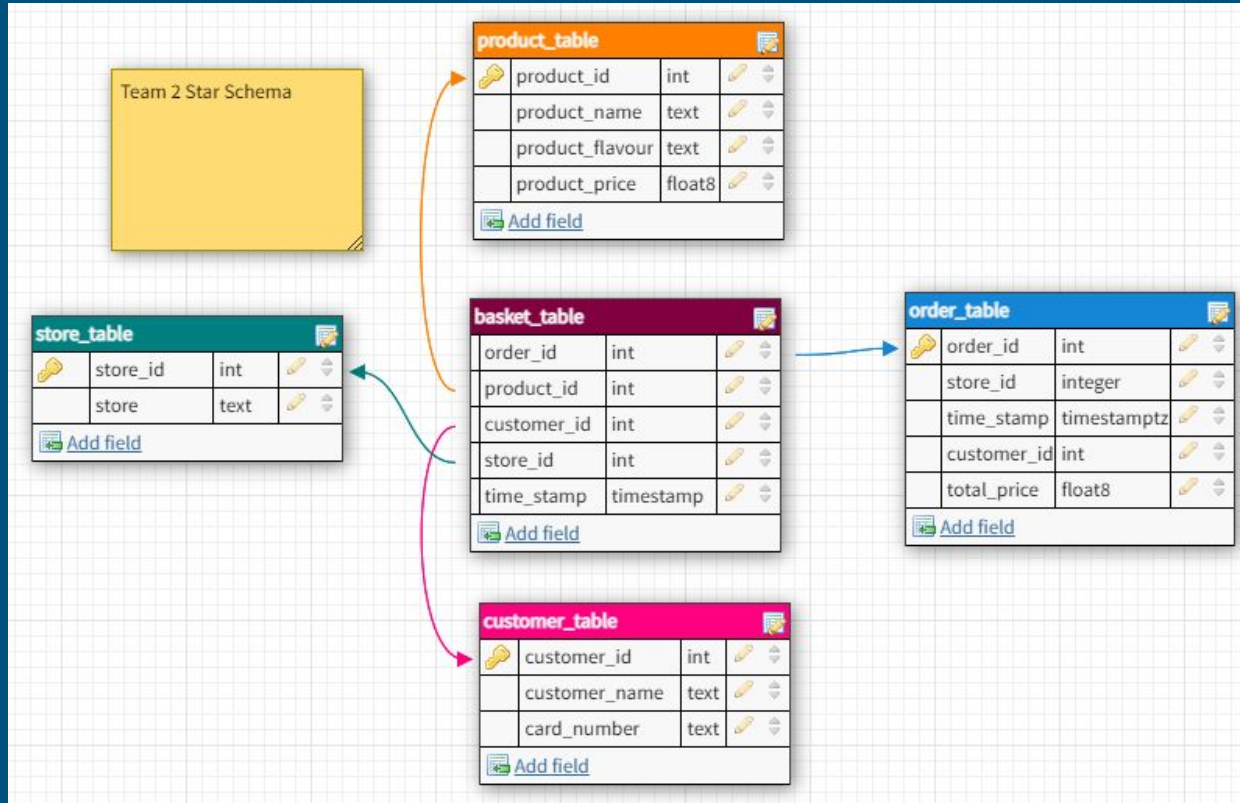 Team 2 Star Schema
product_table
product_id int
product_name text
product_flavour text
product_price float8
Add field
store_table
store_id int
store text
Add field
basket_table
order_id int
product_id int
customer_id int
store_id int
time_stamp timestamp
Add field
order_table
order_id int
store_id integer
time_stamp timestamptz
customer_id int
total_price float8
Add field
customer_table
customer_id int
customer_name text
card_number text
Add field